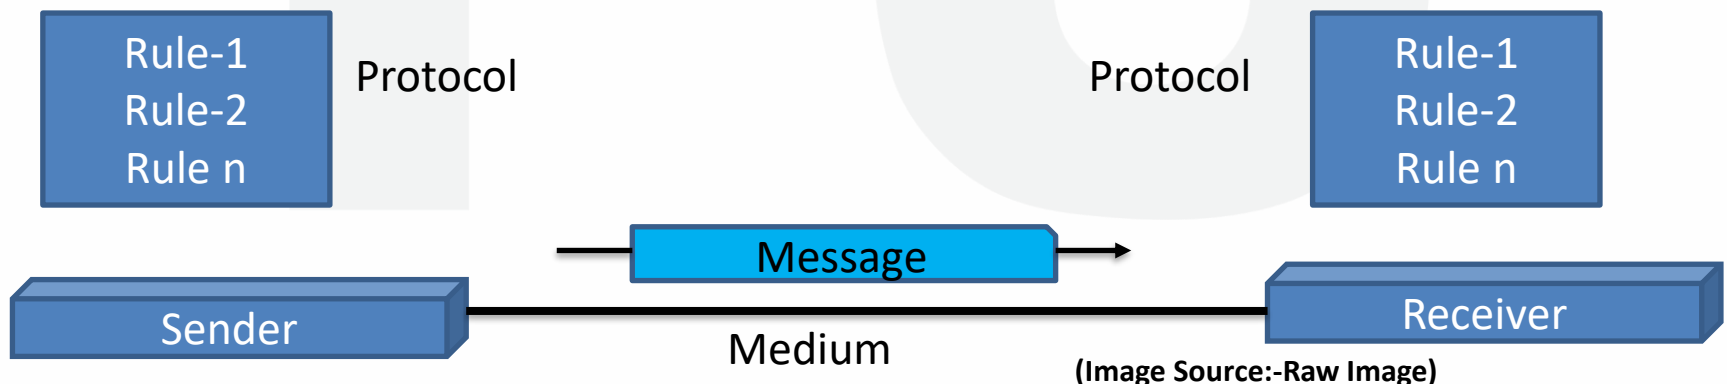 Rule-1
Rule-2
Rule n
Protocol
Protocol
Rule-1
Rule-2
Rule n
Message
Sender
Medium
Receiver
(Image Source:-Raw Image)